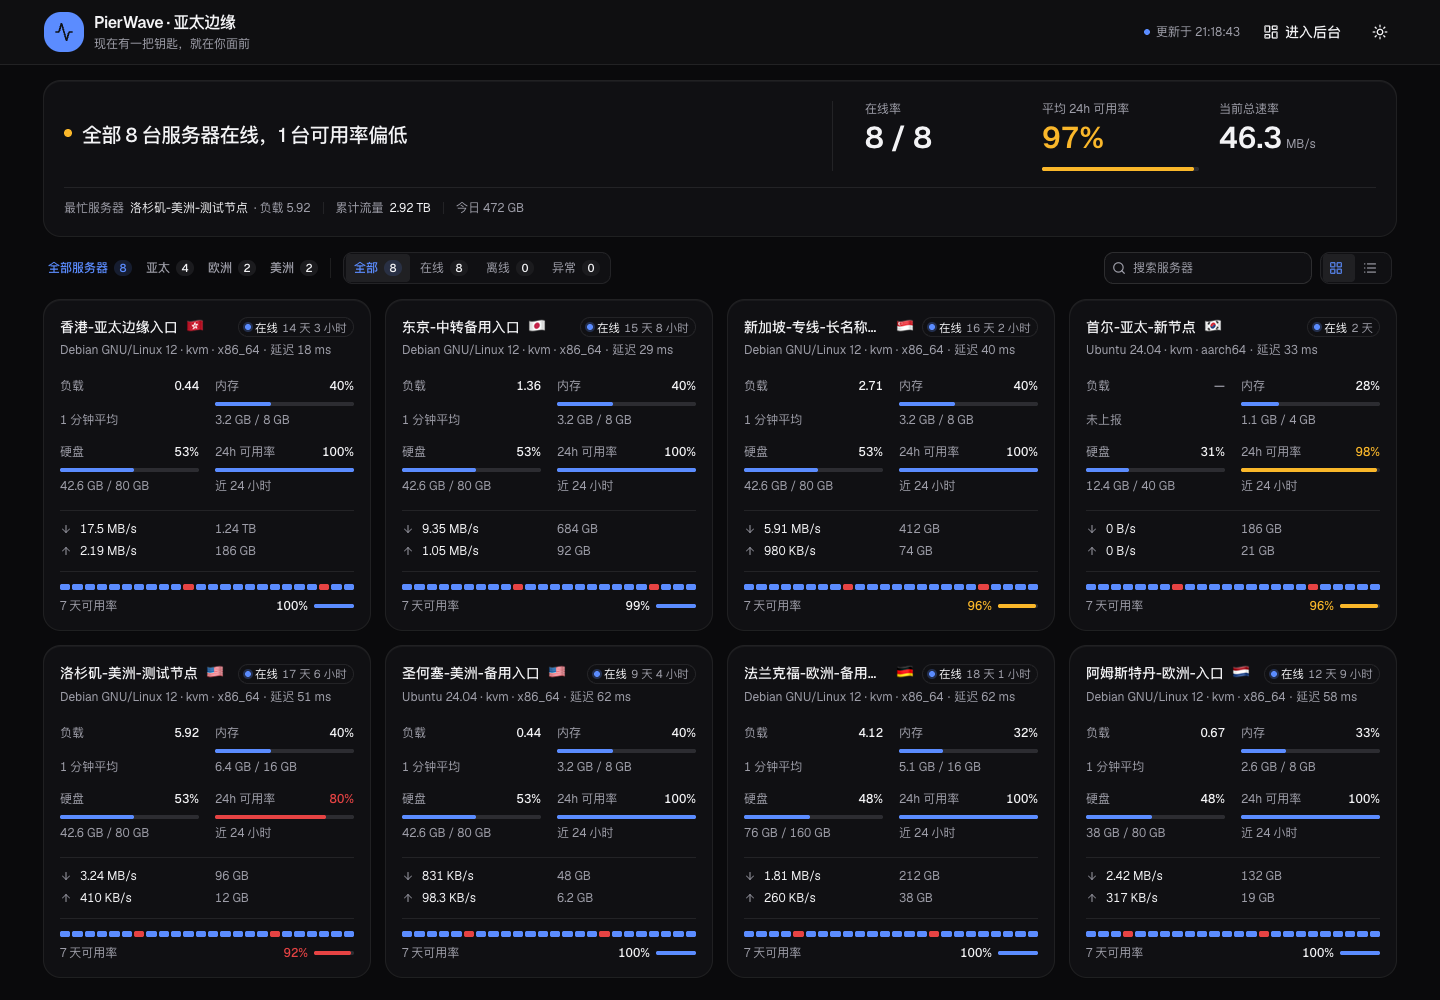 PierWave · 亚太边缘
现在有一把钥匙，就在你面前
更新于 21:18:43
进入后台
全部 8 台服务器在线，1 台可用率偏低
在线率
8 / 8
平均 24h 可用率
97%
当前总速率
46.3 MB/s
最忙服务器 洛杉矶-美洲-测试节点 · 负载 5.92
累计流量 2.92 TB
今日 472 GB
全部服务器 8 亚太 4 欧洲 2 美洲 2
全部 8 在线 8 离线 0 异常 0
搜索服务器
香港-亚太边缘入口 在线 14 天 3 小时
Debian GNU/Linux 12 · kvm · x86_64 · 延迟 18 ms
负载 0.44 内存 40%
1 分钟平均 3.2 GB / 8 GB
硬盘 53% 24h 可用率 100%
42.6 GB / 80 GB 近 24 小时
↓ 17.5 MB/s 1.24 TB
↑ 2.19 MB/s 186 GB
7 天可用率 100%
东京-中转备用入口 在线 15 天 8 小时
Debian GNU/Linux 12 · kvm · x86_64 · 延迟 29 ms
负载 1.36 内存 40%
1 分钟平均 3.2 GB / 8 GB
硬盘 53% 24h 可用率 100%
42.6 GB / 80 GB 近 24 小时
↓ 9.35 MB/s 684 GB
↑ 1.05 MB/s 92 GB
7 天可用率 99%
新加坡-专线-长名称... 在线 16 天 2 小时
Debian GNU/Linux 12 · kvm · x86_64 · 延迟 40 ms
负载 2.71 内存 40%
1 分钟平均 3.2 GB / 8 GB
硬盘 53% 24h 可用率 100%
42.6 GB / 80 GB 近 24 小时
↓ 5.91 MB/s 412 GB
↑ 980 KB/s 74 GB
7 天可用率 96%
首尔-亚太-新节点 在线 2 天
Ubuntu 24.04 · kvm · aarch64 · 延迟 33 ms
负载 — 内存 28%
未上报 1.1 GB / 4 GB
硬盘 31% 24h 可用率 98%
12.4 GB / 40 GB 近 24 小时
↓ 0 B/s 186 GB
↑ 0 B/s 21 GB
7 天可用率 96%
洛杉矶-美洲-测试节点 在线 17 天 6 小时
Debian GNU/Linux 12 · kvm · x86_64 · 延迟 51 ms
负载 5.92 内存 40%
1 分钟平均 6.4 GB / 16 GB
硬盘 53% 24h 可用率 80%
42.6 GB / 80 GB 近 24 小时
↓ 3.24 MB/s 96 GB
↑ 410 KB/s 12 GB
7 天可用率 92%
圣何塞-美洲-备用入口 在线 9 天 4 小时
Ubuntu 24.04 · kvm · x86_64 · 延迟 62 ms
负载 0.44 内存 40%
1 分钟平均 3.2 GB / 8 GB
硬盘 53% 24h 可用率 100%
42.6 GB / 80 GB 近 24 小时
↓ 831 KB/s 48 GB
↑ 98.3 KB/s 6.2 GB
7 天可用率 100%
法兰克福-欧洲-备用... 在线 18 天 1 小时
Debian GNU/Linux 12 · kvm · x86_64 · 延迟 62 ms
负载 4.12 内存 32%
1 分钟平均 5.1 GB / 16 GB
硬盘 48% 24h 可用率 100%
76 GB / 160 GB 近 24 小时
↓ 1.81 MB/s 212 GB
↑ 260 KB/s 38 GB
7 天可用率 100%
阿姆斯特丹-欧洲-入口 在线 12 天 9 小时
Debian GNU/Linux 12 · kvm · x86_64 · 延迟 58 ms
负载 0.67 内存 33%
1 分钟平均 2.6 GB / 8 GB
硬盘 48% 24h 可用率 100%
38 GB / 80 GB 近 24 小时
↓ 2.42 MB/s 132 GB
↑ 317 KB/s 19 GB
7 天可用率 100%